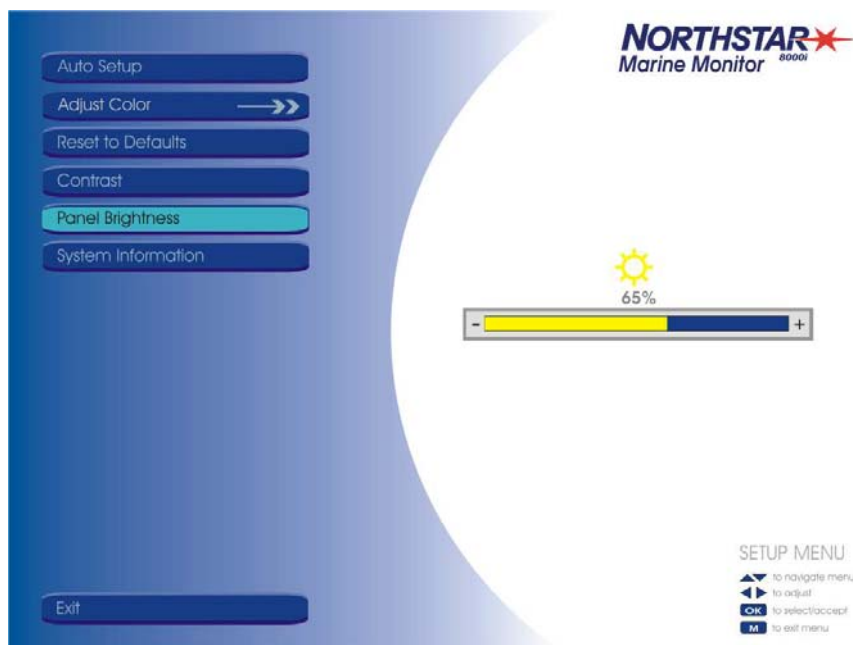 NORTHSTAR
8000i
Marine Monitor
Auto Setup
Adjust Color
Reset to Defaults
Contrast
Panel Brightness
System Information
65%
- +
Exit
SETUP MENU
to navigate menu
to adjust
OK to select/accept
M to exit menu